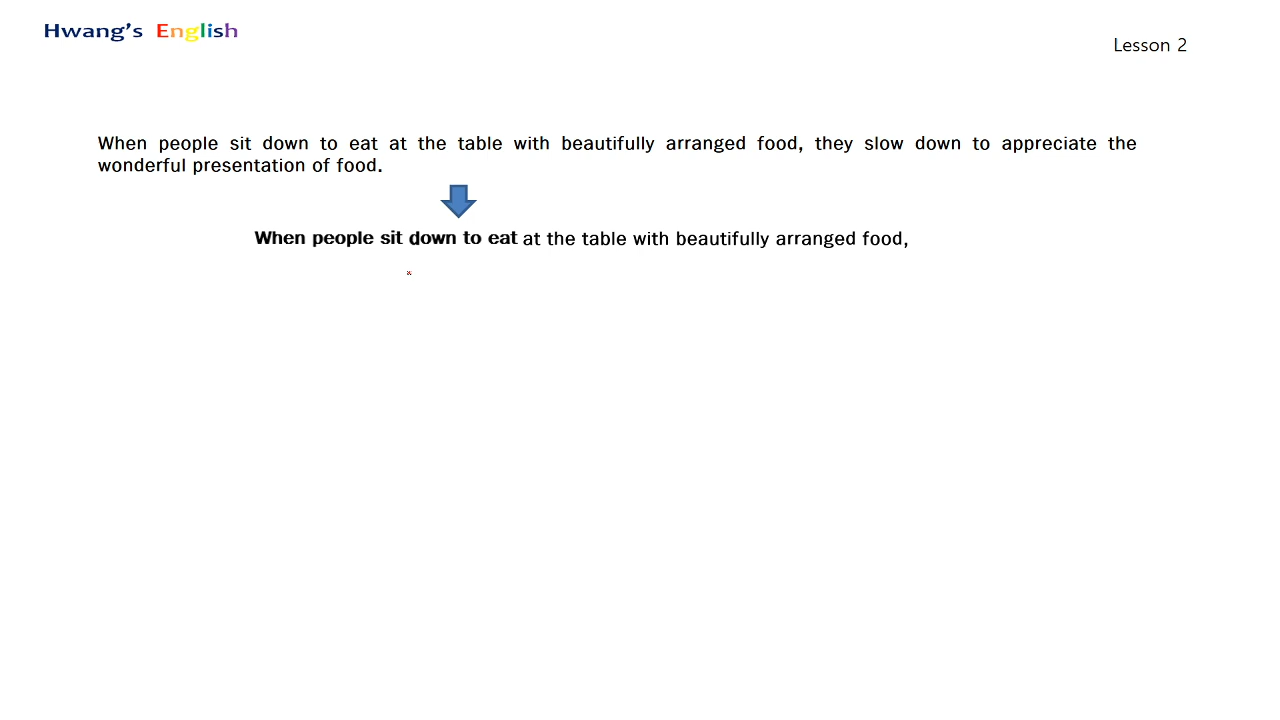 Hwang's English
Lesson 2
When people sit down to eat at the table with beautifully arranged food, they slow down to appreciate the
wonderful presentation of food.
When people sit down to eat at the table with beautifully arranged food,